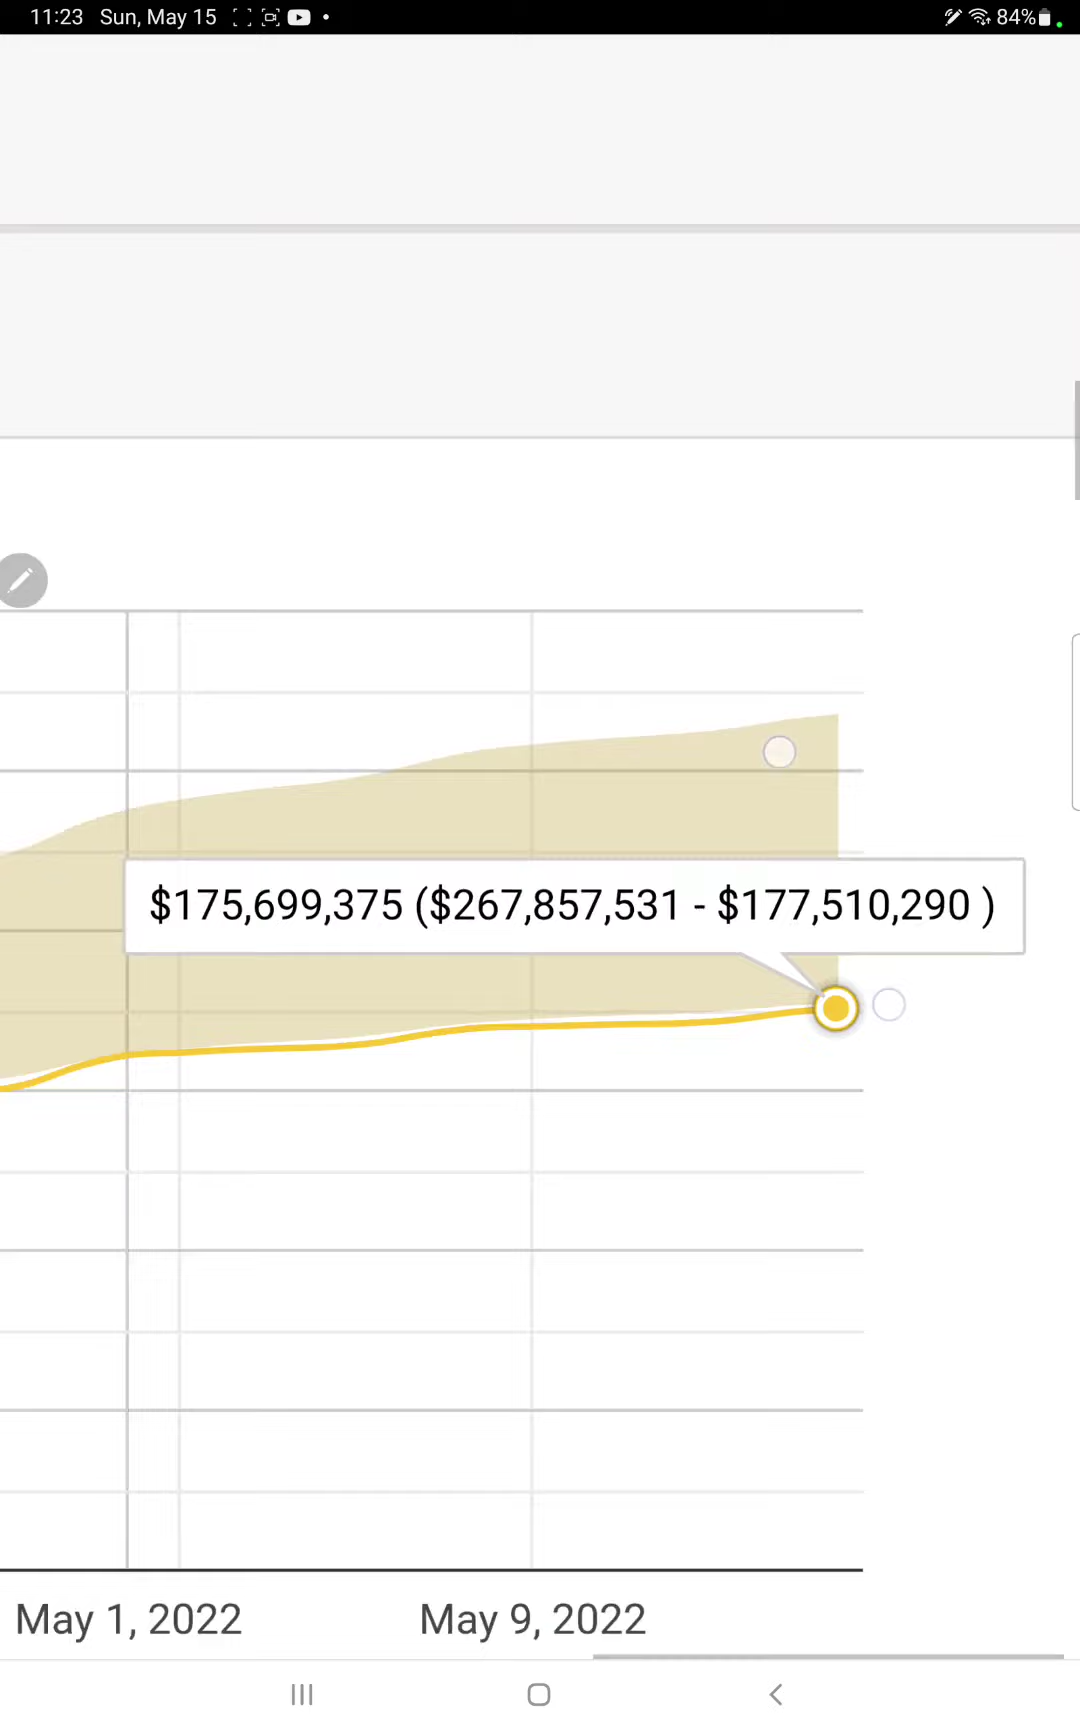 11:23 Sun, May 15 84%
$175,699,375 ($267,857,531 - $177,510,290 )
May 1, 2022 May 9, 2022